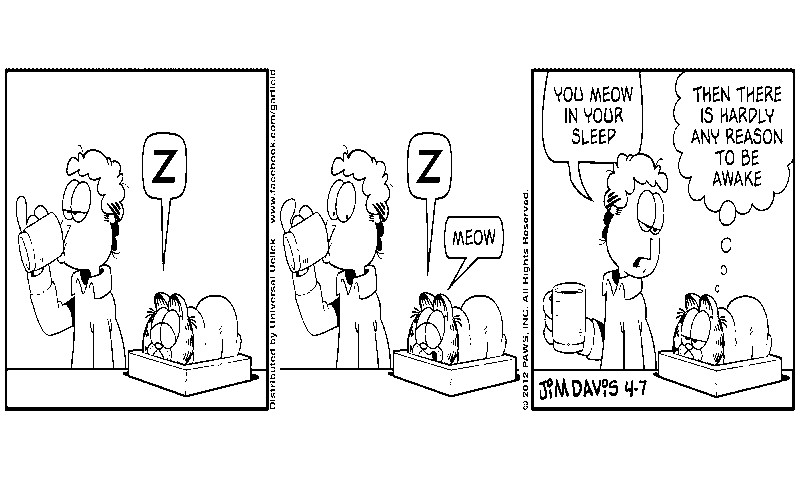 Z
Distributed by Universal Uclick
www.facebook.com/garfield
Z
MEOW
© 2012 PAWS, INC. All Rights Reserved.
YOU MEOW
IN YOUR
SLEEP
THEN THERE
IS HARDLY
ANY REASON
TO BE
AWAKE
JIM DAVIS 4-7